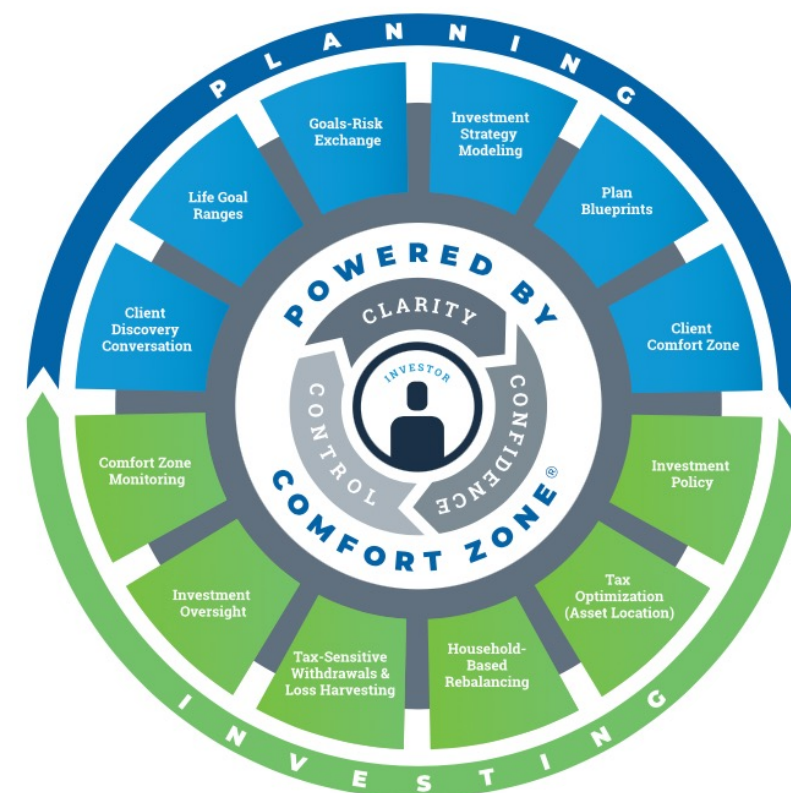 PLANNING
Goals-Risk
Exchange
Investment
Strategy
Modeling
Life Goal
Ranges
Plan
Blueprints
Client
Discovery
Conversation
Client
Comfort Zone
POWERED BY
CLARITY
INVESTOR
CONFIDENCE
CONTROL
COMFORT ZONE®
Comfort Zone
Monitoring
Investment
Policy
Investment
Oversight
Tax
Optimization
(Asset Location)
Tax-Sensitive
Withdrawals &
Loss Harvesting
Household-
Based
Rebalancing
INVESTING